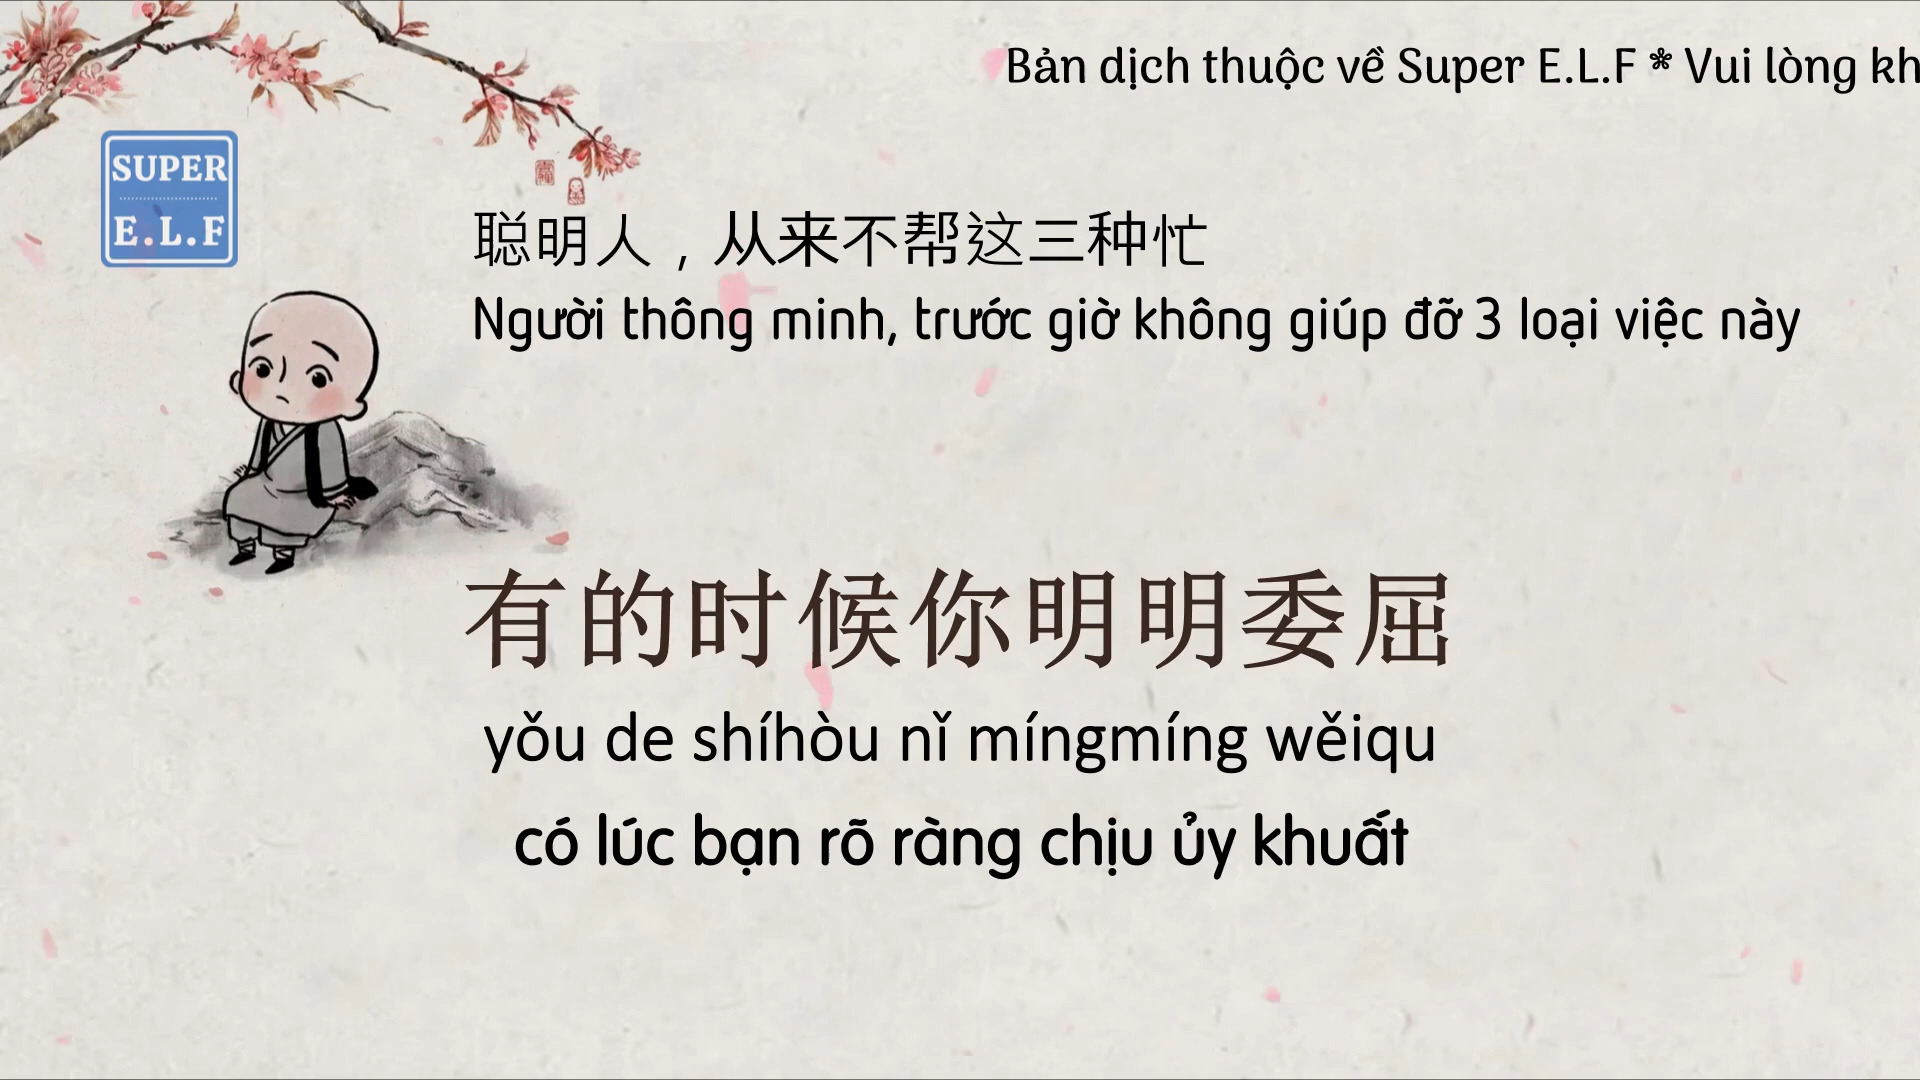 Bản dịch thuộc về Super E.L.F ❃ Vui lòng kh
SUPER
E.L.F
聪明人，从来不帮这三种忙
Người thông minh, trước giờ không giúp đỡ 3 loại việc này
有的时候你明明委屈
yǒu de shíhòu nǐ míngmíng wěiqu
có lúc bạn rõ ràng chịu ủy khuất